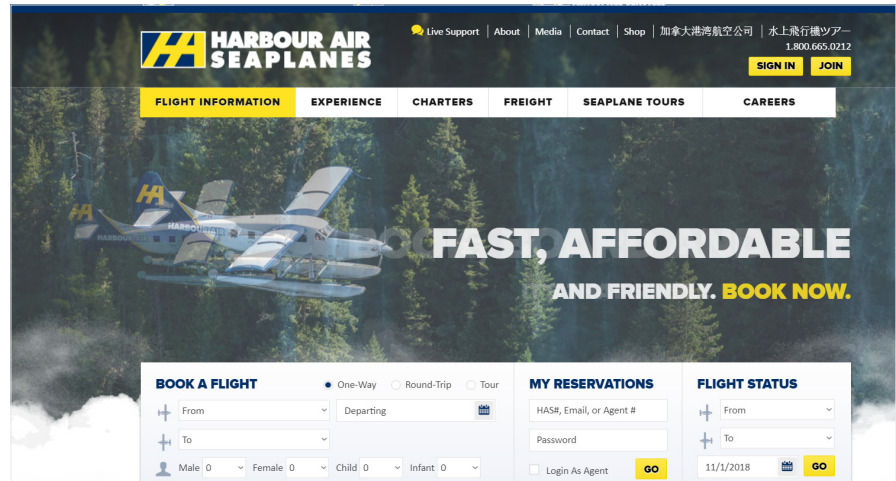 Live Support | About | Media | Contact | Shop | 加拿大港湾航空公司 | 水上飛行機ツアー
HARBOUR AIR
SEAPLANES
1.800.665.0212
SIGN IN JOIN
FLIGHT INFORMATION EXPERIENCE CHARTERS FREIGHT SEAPLANE TOURS CAREERS
HARBOUR AIR
FAST, AFFORDABLE
AND FRIENDLY. BOOK NOW.
BOOK A FLIGHT One-Way Round-Trip Tour
From Departing
To
Male 0 Female 0 Child 0 Infant 0
MY RESERVATIONS
HAS#, Email, or Agent #
Password
Login As Agent GO
FLIGHT STATUS
From
To
11/1/2018 GO